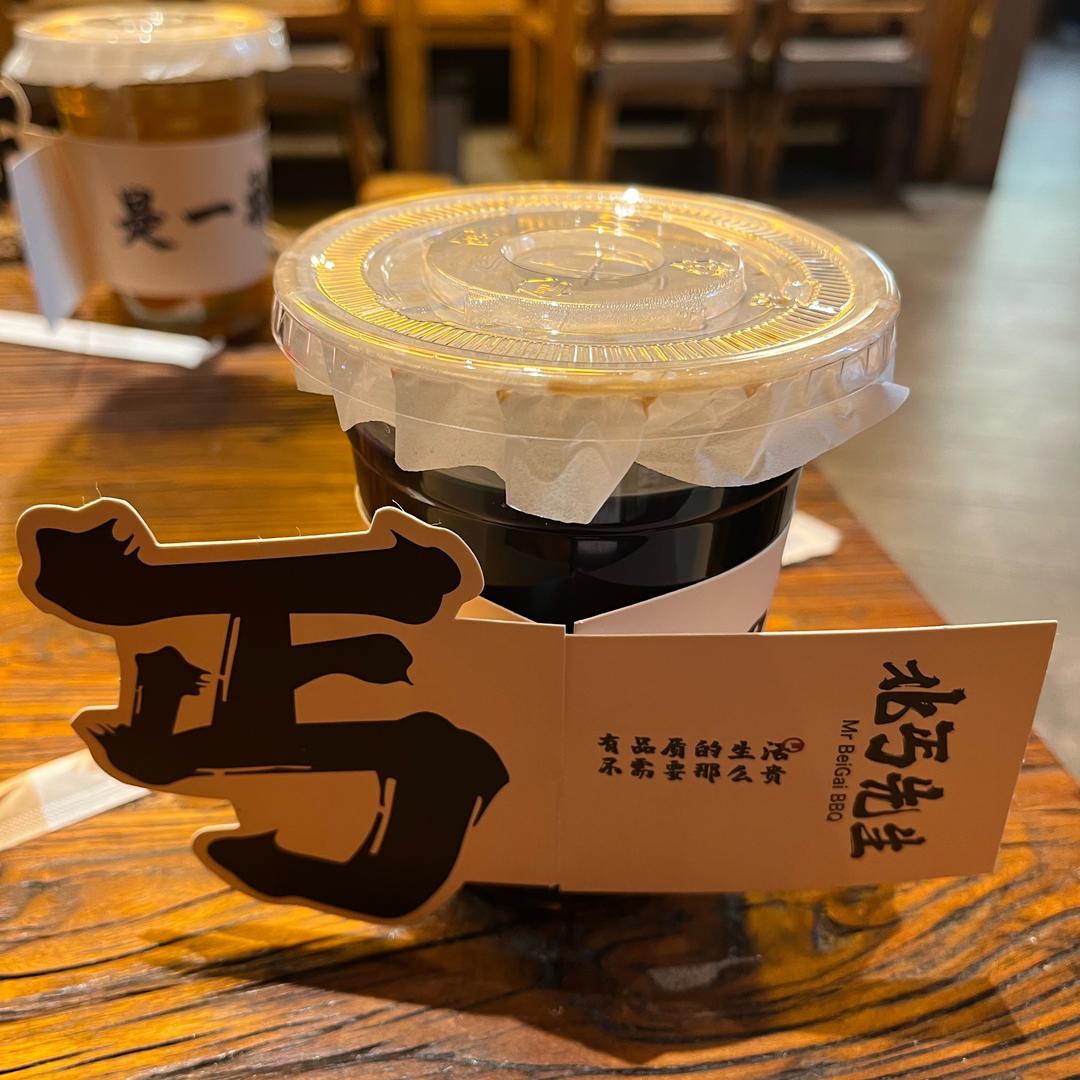 是一
丐
有品质的生活
不需要那么贵
北丐先生
Mr BeiGai BBQ